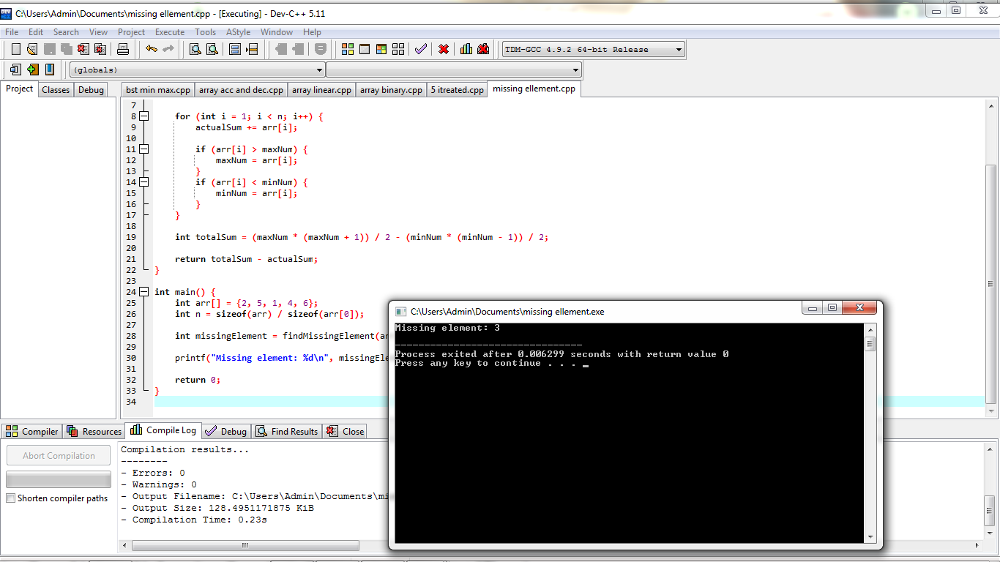 C:\Users\Admin\Documents\missing ellement.cpp - [Executing] - Dev-C++ 5.11
File Edit Search View Project Execute Tools AStyle Window Help
TDM-GCC 4.9.2 64-bit Release
(globals)
Project Classes Debug
bst min max.cpp array acc and dec.cpp array linear.cpp array binary.cpp 5 itreated.cpp missing ellement.cpp
7
8 for (int i = 1; i < n; i++) {
9 actualSum += arr[i];
10
11 if (arr[i] > maxNum) {
12 maxNum = arr[i];
13 }
14 if (arr[i] < minNum) {
15 minNum = arr[i];
16 }
17 }
18
19 int totalSum = (maxNum * (maxNum + 1)) / 2 - (minNum * (minNum - 1)) / 2;
20
21 return totalSum - actualSum;
22 }
23
24 int main() {
25 int arr[] = {2, 5, 1, 4, 6};
26 int n = sizeof(arr) / sizeof(arr[0]);
27
28 int missingElement = findMissingElement(ar
29
30 printf("Missing element: %d\n", missingEle
31
32 return 0;
33 }
34
C:\Users\Admin\Documents\missing ellement.exe
Missing element: 3
--------------------------------
Process exited after 0.006299 seconds with return value 0
Press any key to continue . . . _
Compiler Resources Compile Log Debug Find Results Close
Abort Compilation
Shorten compiler paths
Compilation results...
--------
- Errors: 0
- Warnings: 0
- Output Filename: C:\Users\Admin\Documents\mi
- Output Size: 128.4951171875 KiB
- Compilation Time: 0.23s